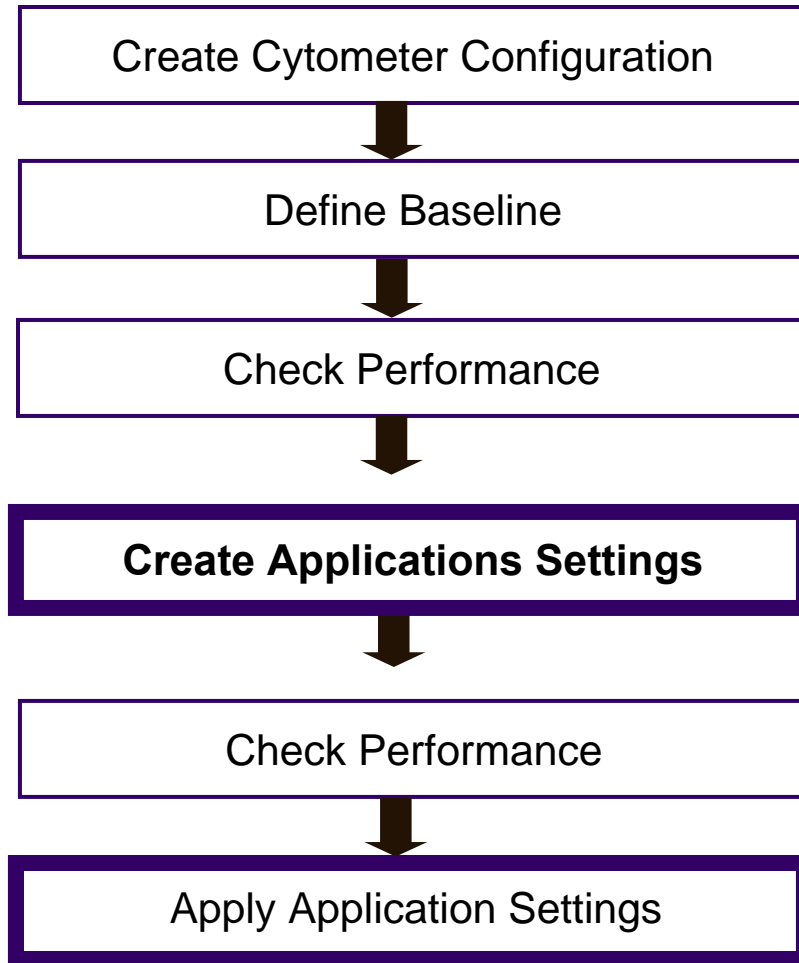 Create Cytometer Configuration
Define Baseline
Check Performance
Create Applications Settings
Check Performance
Apply Application Settings